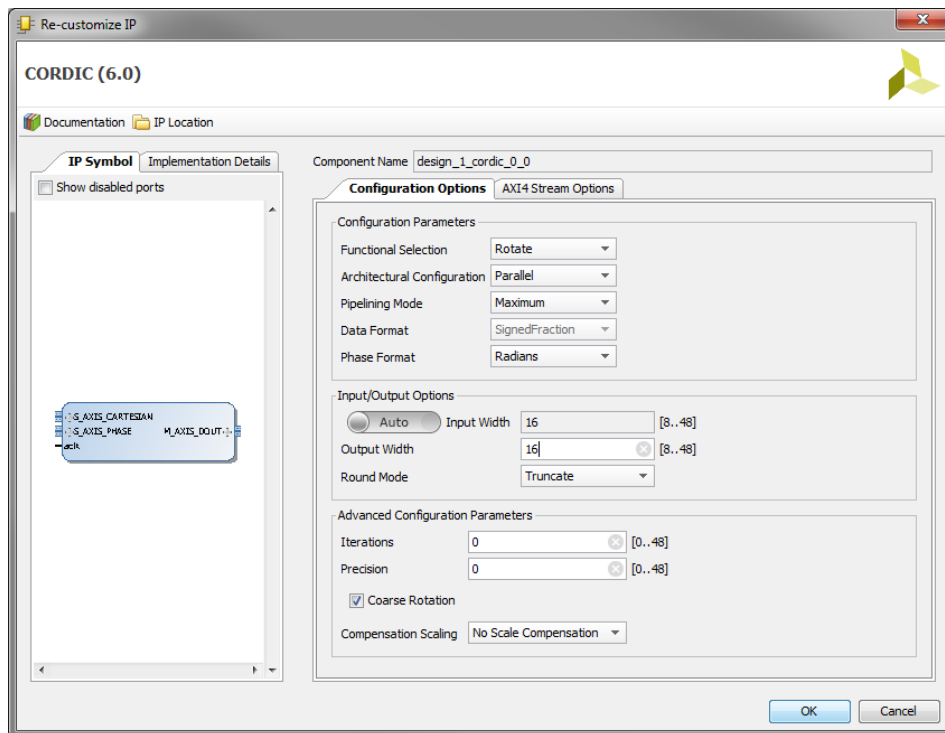 Re-customize IP
CORDIC (6.0)
Documentation IP Location
IP Symbol Implementation Details
Show disabled ports
S_AXIS_CARTESIAN
S_AXIS_PHASE M_AXIS_DOUT
aclk
Component Name design_1_cordic_0_0
Configuration Options AXI4 Stream Options
Configuration Parameters
Functional Selection Rotate
Architectural Configuration Parallel
Pipelining Mode Maximum
Data Format SignedFraction
Phase Format Radians
Input/Output Options
Auto Input Width 16 [8..48]
Output Width 16 [8..48]
Round Mode Truncate
Advanced Configuration Parameters
Iterations 0 [0..48]
Precision 0 [0..48]
Coarse Rotation
Compensation Scaling No Scale Compensation
OK Cancel